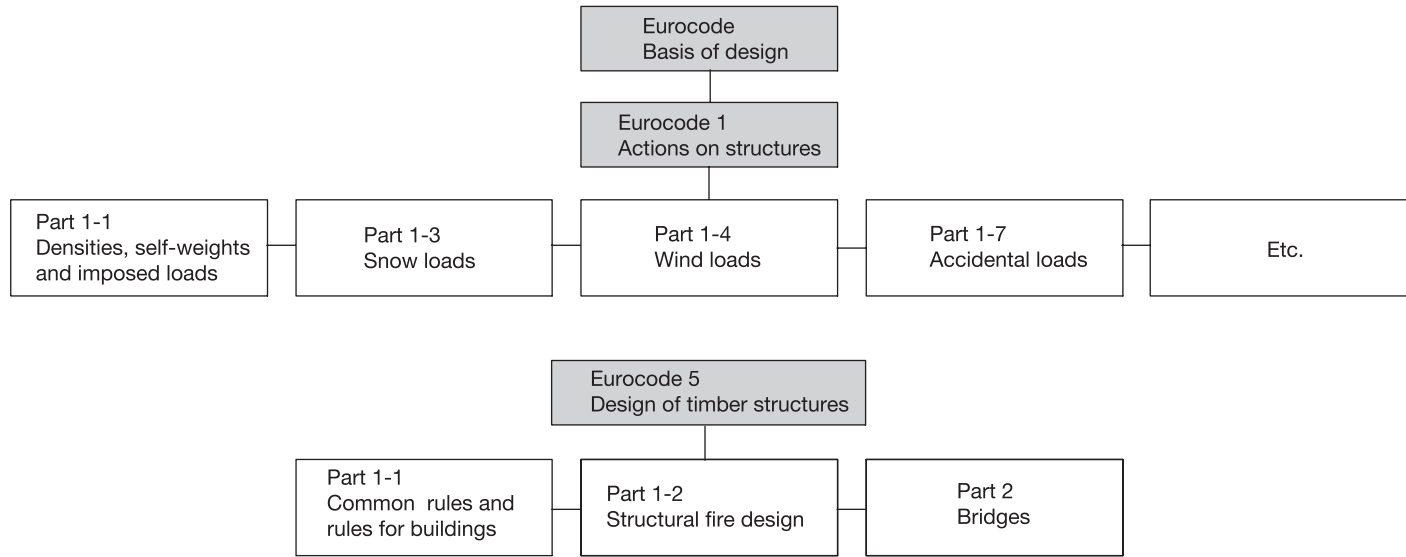 Eurocode
Basis of design
Eurocode 1
Actions on structures
Part 1-1
Densities, self-weights
and imposed loads
Part 1-3
Snow loads
Part 1-4
Wind loads
Part 1-7
Accidental loads
Etc.
Eurocode 5
Design of timber structures
Part 1-1
Common rules and
rules for buildings
Part 1-2
Structural fire design
Part 2
Bridges